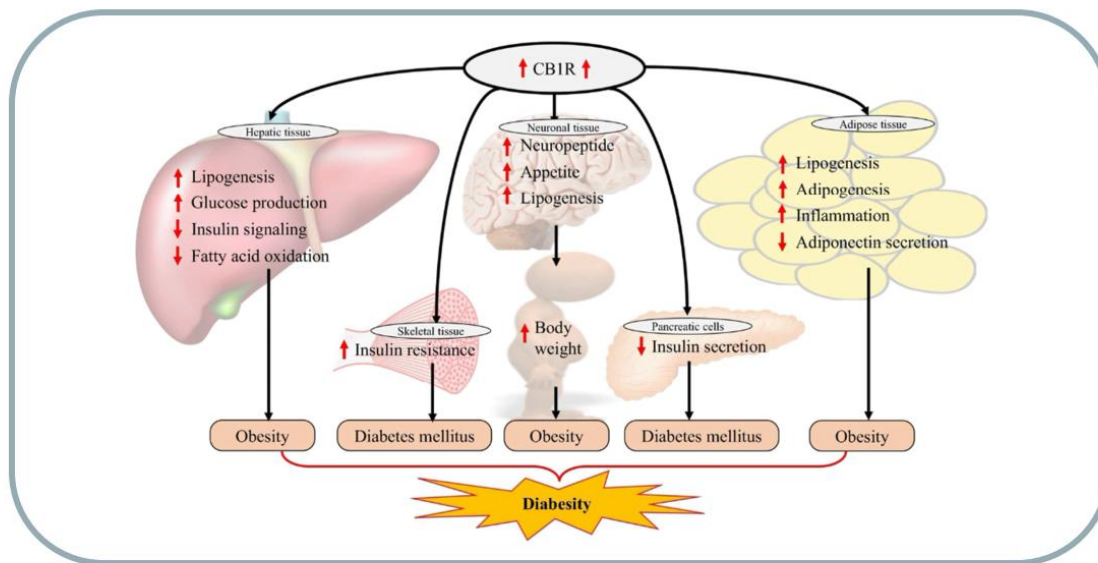 CB1R
Hepatic tissue
Lipogenesis
Glucose production
Insulin signaling
Fatty acid oxidation
Neuronal tissue
Neuropeptide
Appetite
Lipogenesis
Adipose tissue
Lipogenesis
Adipogenesis
Inflammation
Adiponectin secretion
Skeletal tissue
Insulin resistance
Body
weight
Pancreatic cells
Insulin secretion
Obesity
Diabetes mellitus
Obesity
Diabetes mellitus
Obesity
Diabesity